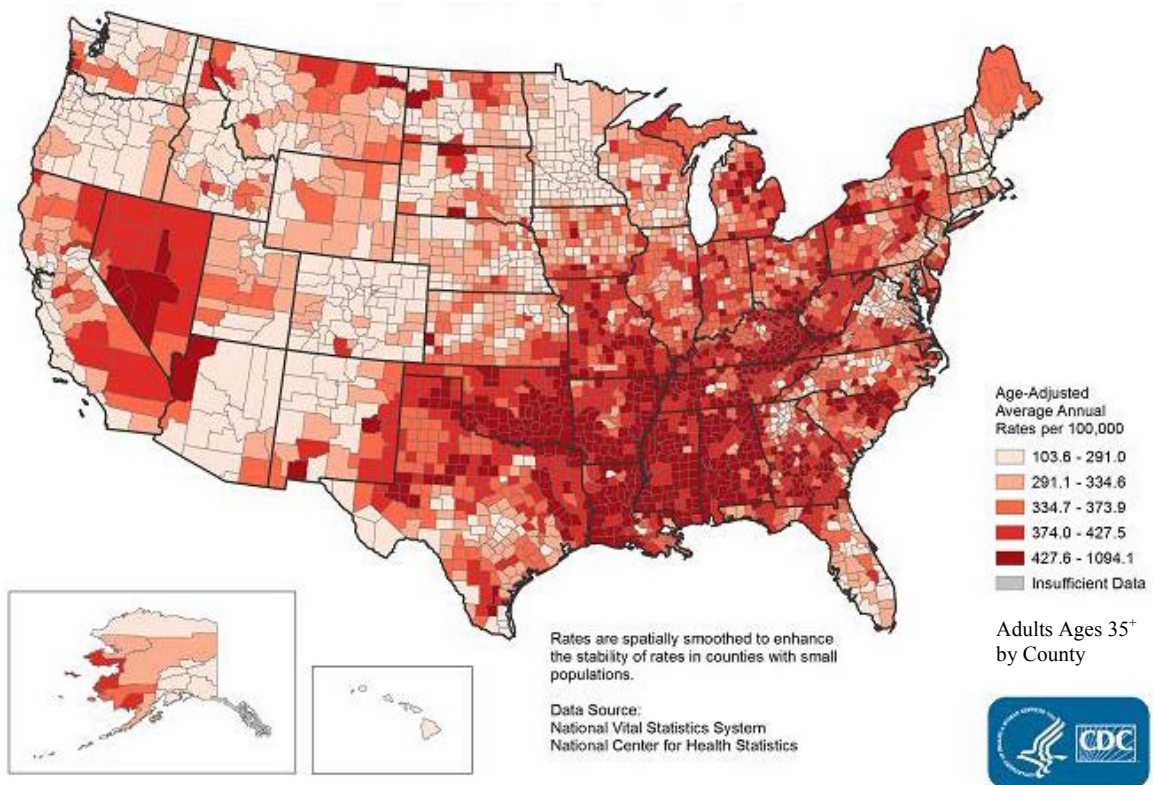 Age-Adjusted
Average Annual
Rates per 100,000
103.6 - 291.0
291.1 - 334.6
334.7 - 373.9
374.0 - 427.5
427.6 - 1094.1
Insufficient Data
Adults Ages 35+
by County
Rates are spatially smoothed to enhance
the stability of rates in counties with small
populations.
Data Source:
National Vital Statistics System
National Center for Health Statistics
CDC